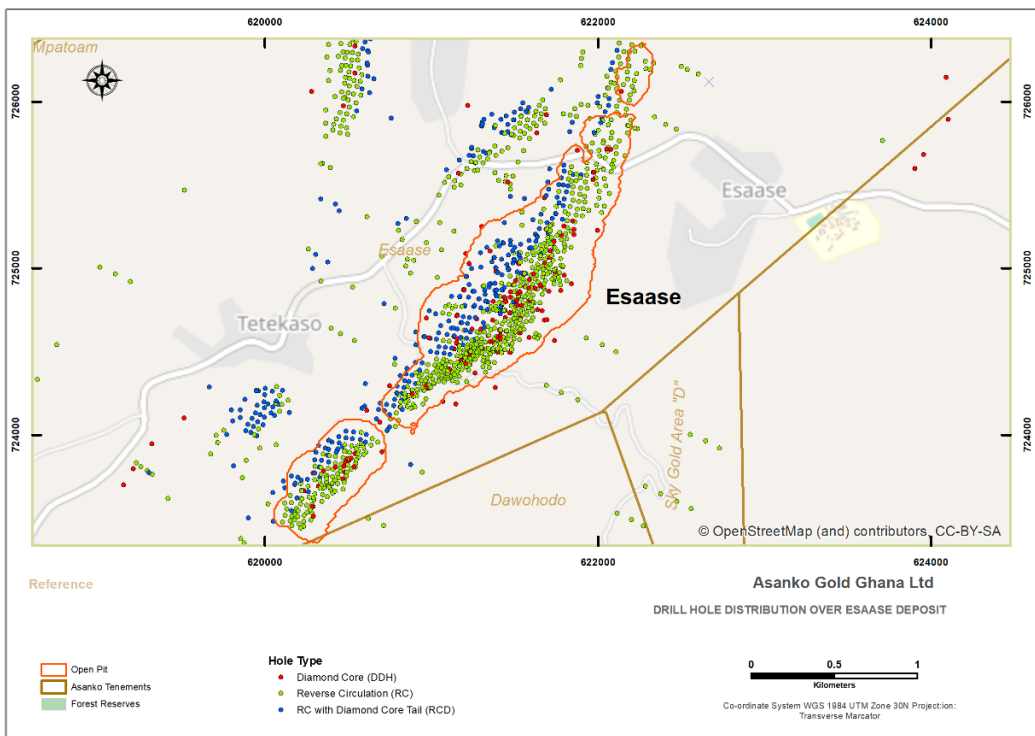 620000 622000 624000
Mpatoam
726000 726000
Esaase
Esaase
725000 725000
Esaase
Tetekaso
Sky Gold Area "D"
724000 724000
Dawohodo
© OpenStreetMap (and) contributors, CC-BY-SA
620000 622000 624000
Reference
Asanko Gold Ghana Ltd
DRILL HOLE DISTRIBUTION OVER ESAASE DEPOSIT
Open Pit
Asanko Tenements
Forest Reserves
Hole Type
Diamond Core (DDH)
Reverse Circulation (RC)
RC with Diamond Core Tail (RCD)
0 0.5 1
Kilometers
Co-ordinate System WGS 1984 UTM Zone 30N Projection:
Transverse Marcator